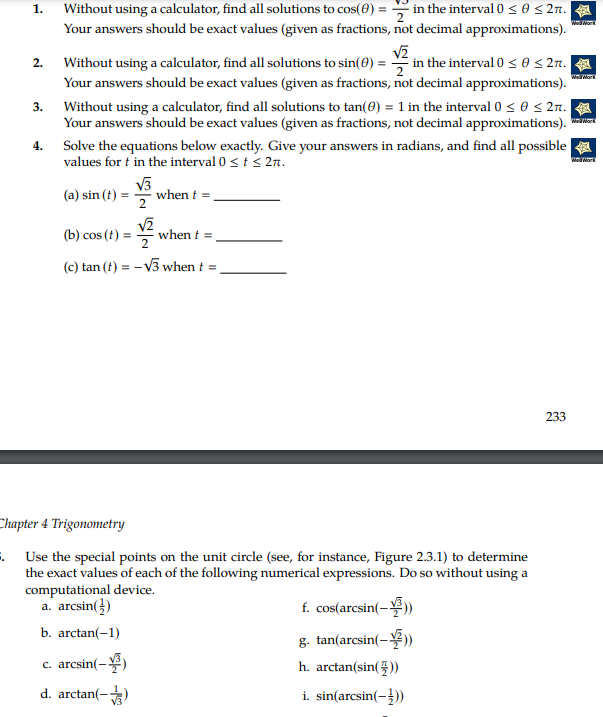 1. Without using a calculator, find all solutions to cos(θ) = √3/2 in the interval 0 ≤ θ ≤ 2π.
Your answers should be exact values (given as fractions, not decimal approximations).
2. Without using a calculator, find all solutions to sin(θ) = √2/2 in the interval 0 ≤ θ ≤ 2π.
Your answers should be exact values (given as fractions, not decimal approximations).
3. Without using a calculator, find all solutions to tan(θ) = 1 in the interval 0 ≤ θ ≤ 2π.
Your answers should be exact values (given as fractions, not decimal approximations).
4. Solve the equations below exactly. Give your answers in radians, and find all possible
values for t in the interval 0 ≤ t ≤ 2π.
(a) sin (t) = √3/2 when t = ________
(b) cos (t) = √2/2 when t = ________
(c) tan (t) = −√3 when t = ________
233
Chapter 4 Trigonometry
Use the special points on the unit circle (see, for instance, Figure 2.3.1) to determine
the exact values of each of the following numerical expressions. Do so without using a
computational device.
a. arcsin(1/2)
b. arctan(−1)
c. arcsin(−√3/2)
d. arctan(−1/√3)
f. cos(arcsin(−√3/2))
g. tan(arcsin(−√2/2))
h. arctan(sin(π/2))
i. sin(arcsin(−1/2))